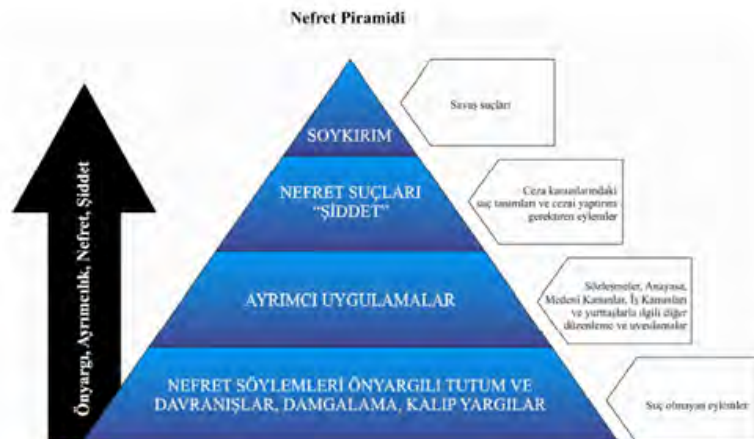 Nefret Piramidi
SOYKIRIM
Savaş suçları
NEFRET SUÇLARI
“ŞİDDET”
Ceza kanunlarındaki
suç tanımları ve cezai yaptırım
gerektiren eylemler
AYRIMCI UYGULAMALAR
Sözleşmeler, Anayasa,
Medeni Kanunlar, İş Kanunları
ve yurttaşlarla ilgili diğer
düzenleme ve uygulamalar
NEFRET SÖYLEMLERİ ÖNYARGILI TUTUM VE
DAVRANIŞLAR, DAMGALAMA, KALIP YARGILAR
Suç olmayan eylemler
Önyargı, Ayrımcılık, Nefret, Şiddet